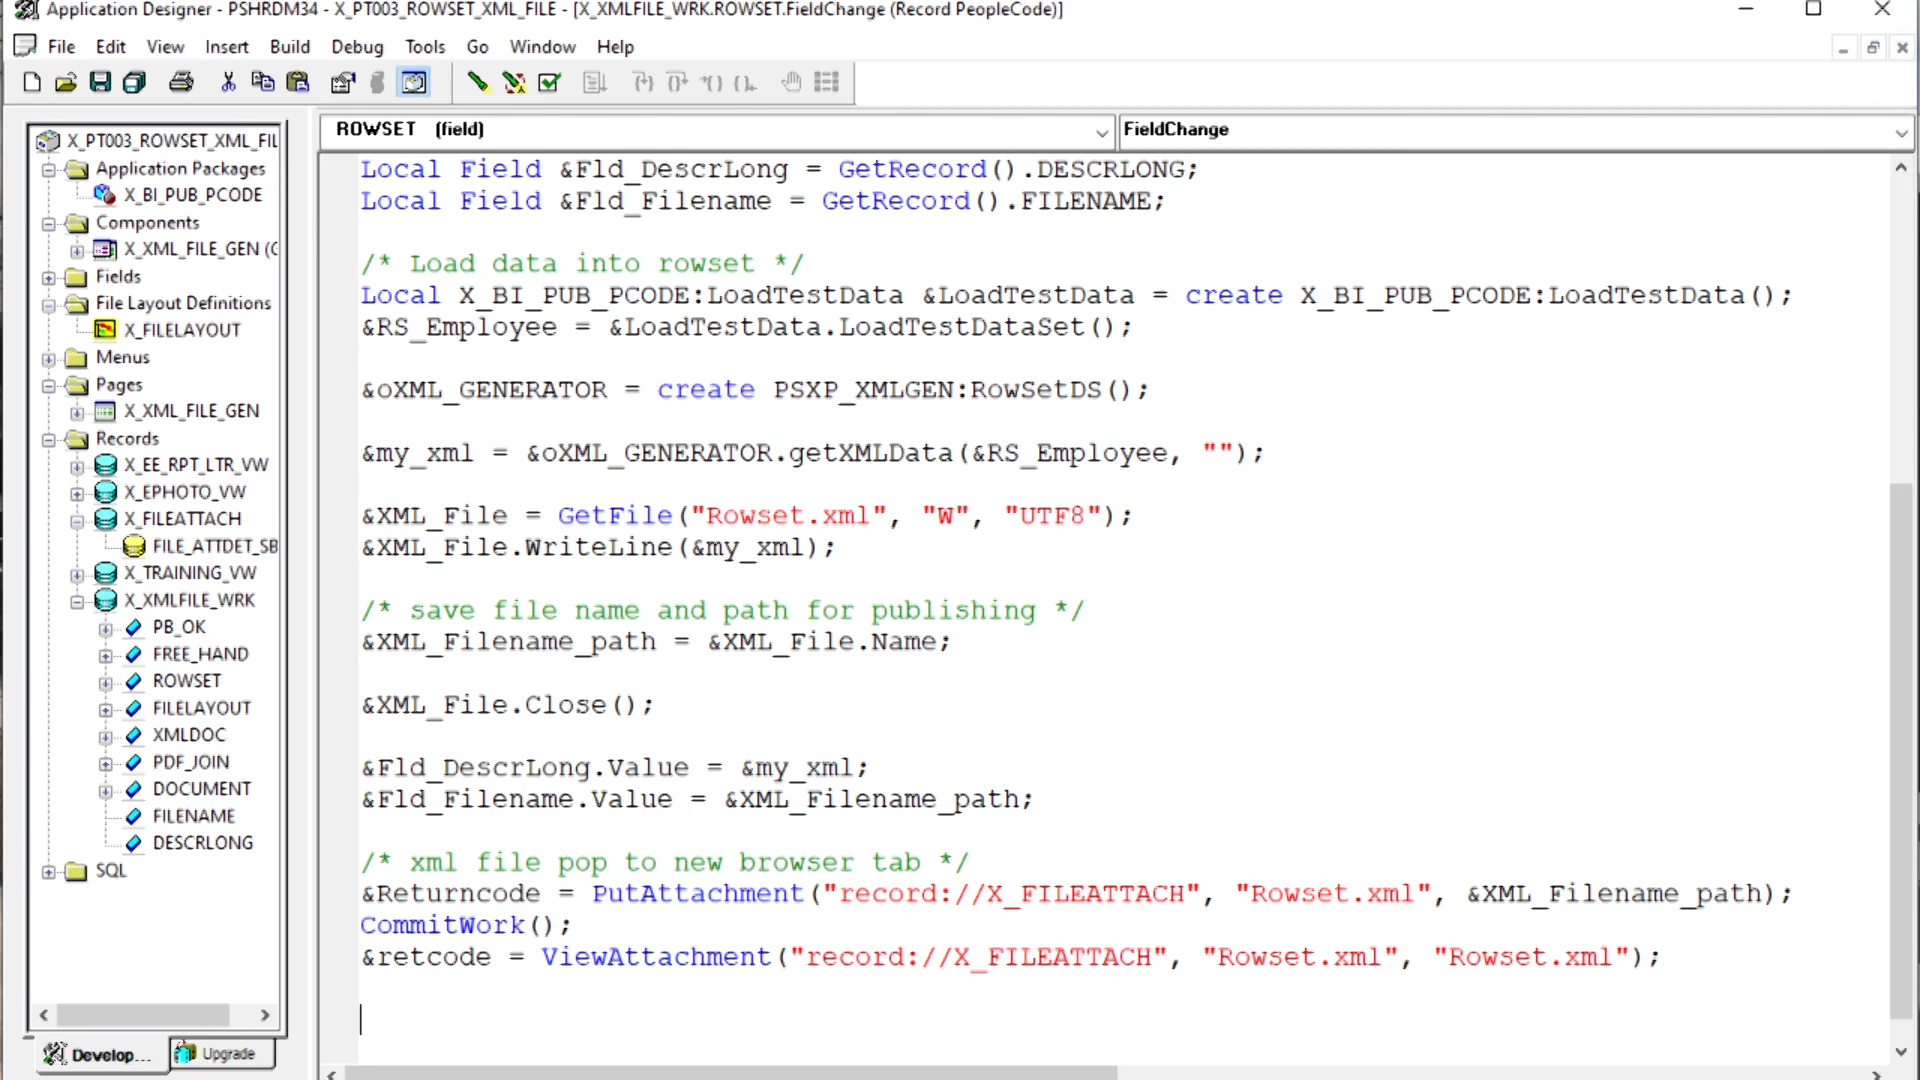 Application Designer - PSHRDM34 - X_PT003_ROWSET_XML_FILE - [X_XMLFILE_WRK.ROWSET.FieldChange (Record PeopleCode)]
File Edit View Insert Build Debug Tools Go Window Help
X_PT003_ROWSET_XML_FIL
Application Packages
X_BI_PUB_PCODE
Components
X_XML_FILE_GEN (G
Fields
File Layout Definitions
X_FILELAYOUT
Menus
Pages
X_XML_FILE_GEN
Records
X_EE_RPT_LTR_VW
X_EPHOTO_VW
X_FILEATTACH
FILE_ATTDET_SB
X_TRAINING_VW
X_XMLFILE_WRK
PB_OK
FREE_HAND
ROWSET
FILELAYOUT
XMLDOC
PDF_JOIN
DOCUMENT
FILENAME
DESCRLONG
SQL
Develop...
Upgrade
ROWSET (field)
FieldChange
Local Field &Fld_DescrLong = GetRecord().DESCRLONG;
Local Field &Fld_Filename = GetRecord().FILENAME;
/* Load data into rowset */
Local X_BI_PUB_PCODE:LoadTestData &LoadTestData = create X_BI_PUB_PCODE:LoadTestData();
&RS_Employee = &LoadTestData.LoadTestDataSet();
&oXML_GENERATOR = create PSXP_XMLGEN:RowSetDS();
&my_xml = &oXML_GENERATOR.getXMLData(&RS_Employee, "");
&XML_File = GetFile("Rowset.xml", "W", "UTF8");
&XML_File.WriteLine(&my_xml);
/* save file name and path for publishing */
&XML_Filename_path = &XML_File.Name;
&XML_File.Close();
&Fld_DescrLong.Value = &my_xml;
&Fld_Filename.Value = &XML_Filename_path;
/* xml file pop to new browser tab */
&Returncode = PutAttachment("record://X_FILEATTACH", "Rowset.xml", &XML_Filename_path);
CommitWork();
&retcode = ViewAttachment("record://X_FILEATTACH", "Rowset.xml", "Rowset.xml");